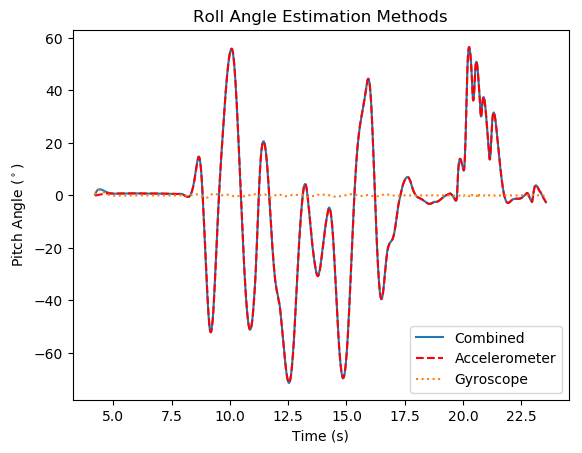 Roll Angle Estimation Methods
Pitch Angle (°)
60
40
20
0
−20
−40
−60
5.0 7.5 10.0 12.5 15.0 17.5 20.0 22.5
Time (s)
Combined
Accelerometer
Gyroscope